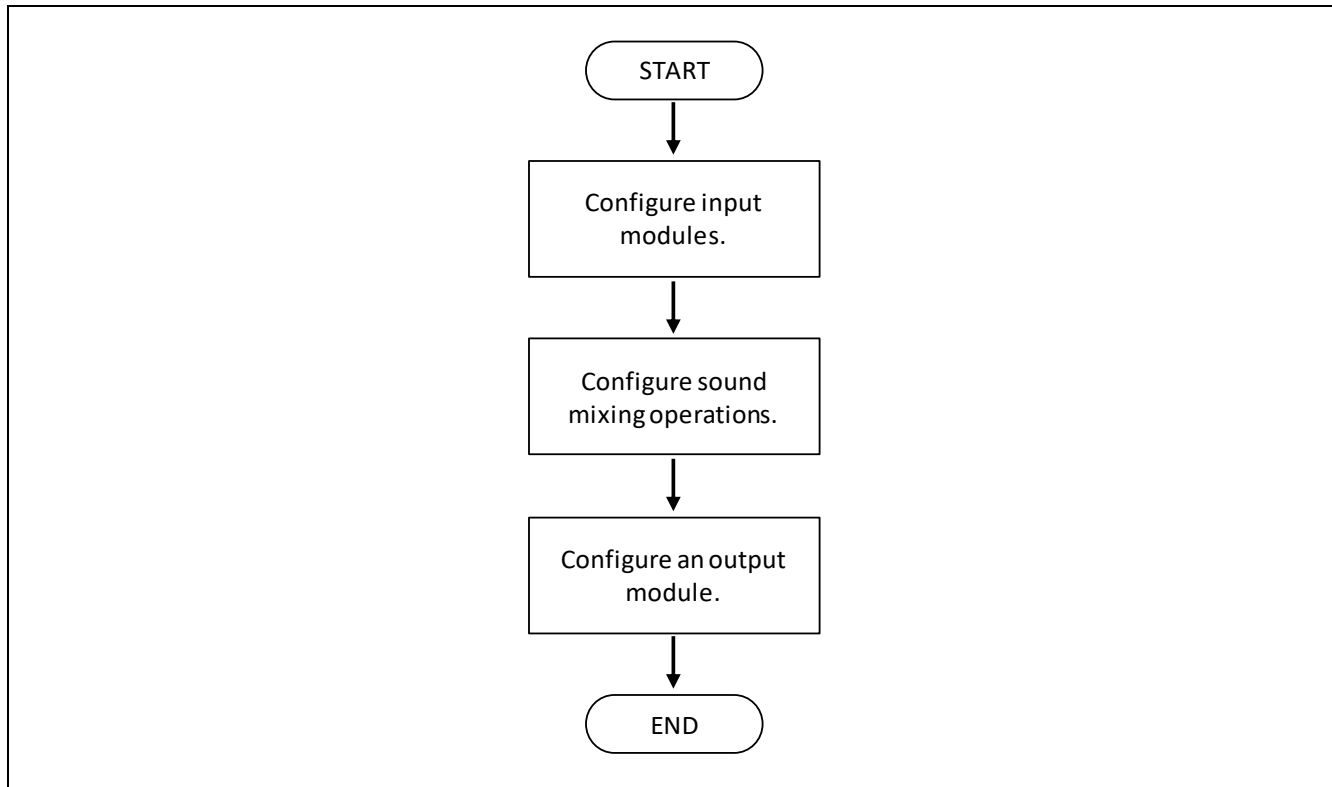 START
Configure input
modules.
Configure sound
mixing operations.
Configure an output
module.
END